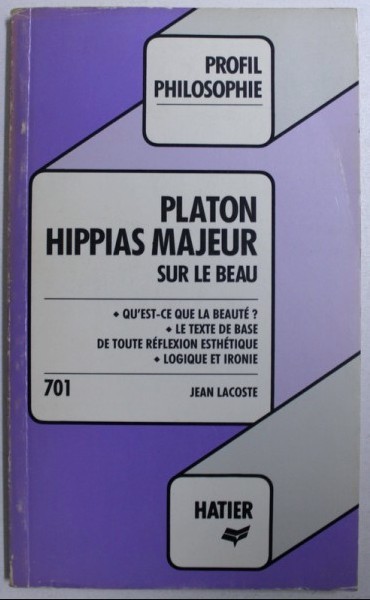 PROFIL
PHILOSOPHIE
PLATON
HIPPIAS MAJEUR
SUR LE BEAU
◆ QU'EST-CE QUE LA BEAUTÉ ?
◆ LE TEXTE DE BASE
DE TOUTE RÉFLEXION ESTHÉTIQUE
◆ LOGIQUE ET IRONIE
701 JEAN LACOSTE
HATIER